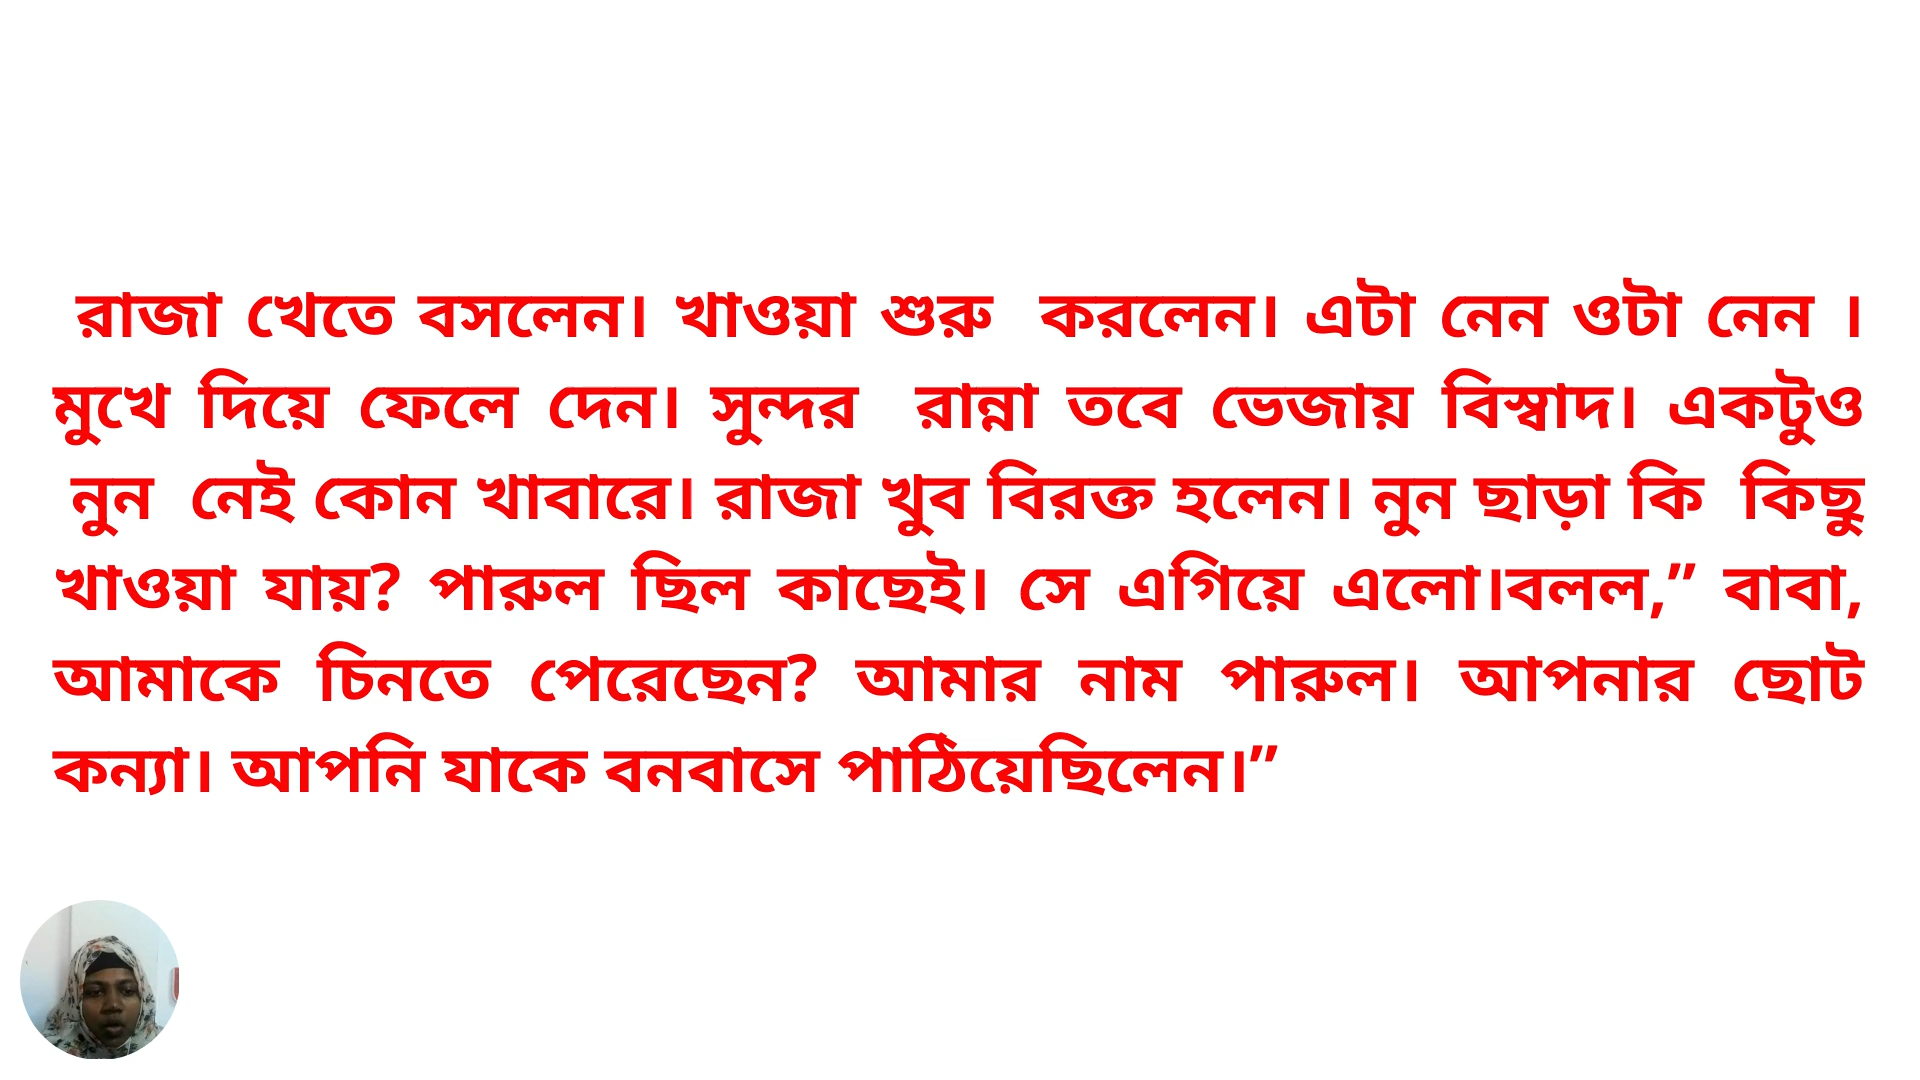 রাজা খেতে বসলেন। খাওয়া শুরু করলেন। এটা নেন ওটা নেন ।
মুখে দিয়ে ফেলে দেন। সুন্দর রান্না তবে ভেজায় বিস্বাদ। একটুও
নুন নেই কোন খাবারে। রাজা খুব বিরক্ত হলেন। নুন ছাড়া কি কিছু
খাওয়া যায়? পারুল ছিল কাছেই। সে এগিয়ে এলো।বলল,” বাবা,
আমাকে চিনতে পেরেছেন? আমার নাম পারুল। আপনার ছোট
কন্যা। আপনি যাকে বনবাসে পাঠিয়েছিলেন।”